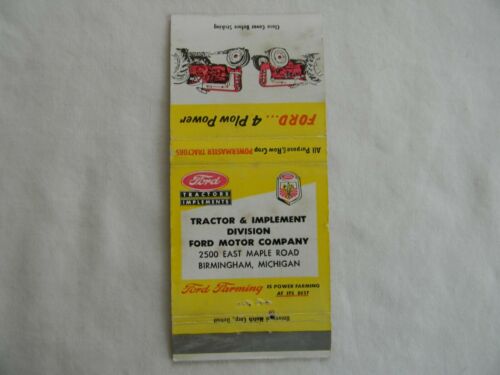 Close Cover Before Striking
FORD... 4 Plow Power
All Purpose & Row Crop POWERMASTER TRACTORS
Ford
TRACTORS
IMPLEMENTS
TRACTOR & IMPLEMENT
DIVISION
FORD MOTOR COMPANY
2500 EAST MAPLE ROAD
BIRMINGHAM, MICHIGAN
Ford Farming IS POWER FARMING
AT ITS BEST
Universal Match Corp., Detroit